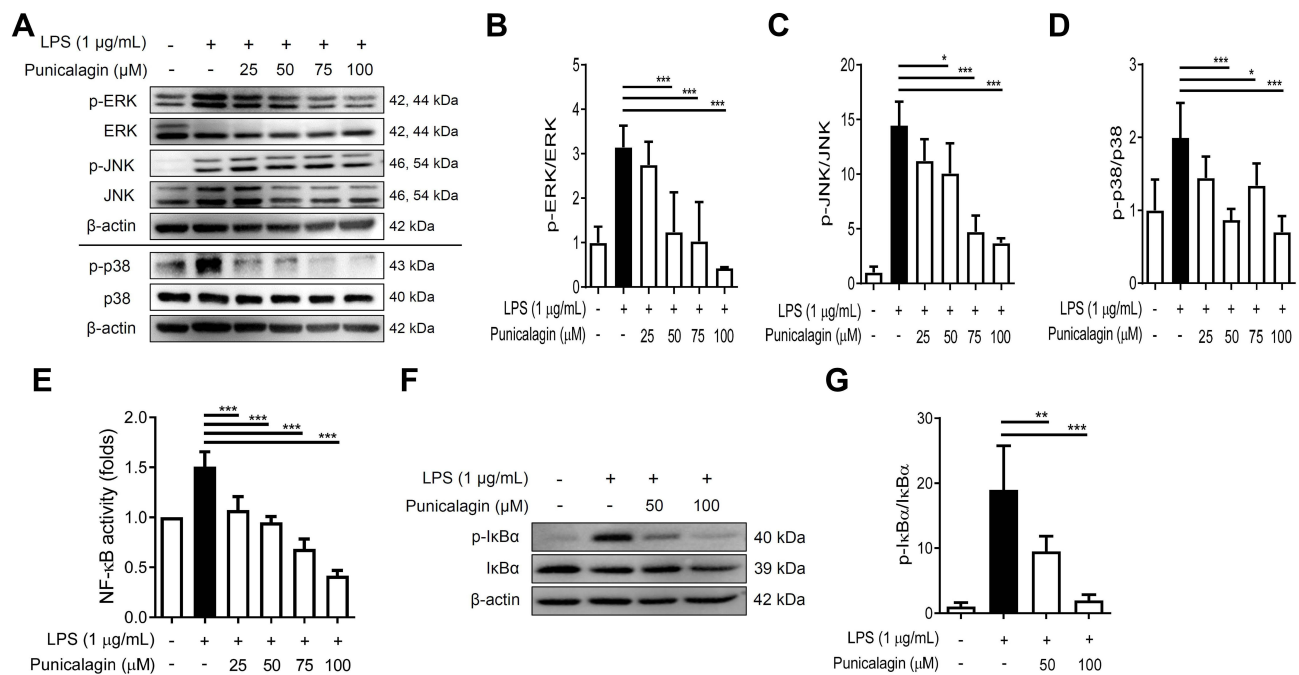 A
LPS (1 µg/mL) - + + + + +
Punicalagin (µM) - - 25 50 75 100
p-ERK 42, 44 kDa
ERK 42, 44 kDa
p-JNK 46, 54 kDa
JNK 46, 54 kDa
β-actin 42 kDa
p-p38 43 kDa
p38 40 kDa
β-actin 42 kDa
B
p-ERK/ERK
5
4
3
2
1
0
***
***
***
LPS (1 µg/mL) - + + + + +
Punicalagin (µM) - - 25 50 75 100
C
p-JNK/JNK
20
15
10
5
0
*
***
***
LPS (1 µg/mL) - + + + + +
Punicalagin (µM) - - 25 50 75 100
D
p-p38/p38
3
2
1
0
***
*
***
LPS (1 µg/mL) - + + + + +
Punicalagin (µM) - - 25 50 75 100
E
NF-κB activity (folds)
2.0
1.5
1.0
0.5
0.0
***
***
***
***
LPS (1 µg/mL) - + + + + +
Punicalagin (µM) - - 25 50 75 100
F
LPS (1 µg/mL) - + + +
Punicalagin (µM) - - 50 100
p-IκBα 40 kDa
IκBα 39 kDa
β-actin 42 kDa
G
p-IκBα/IκBα
30
20
10
0
**
***
LPS (1 µg/mL) - + + +
Punicalagin (µM) - - 50 100